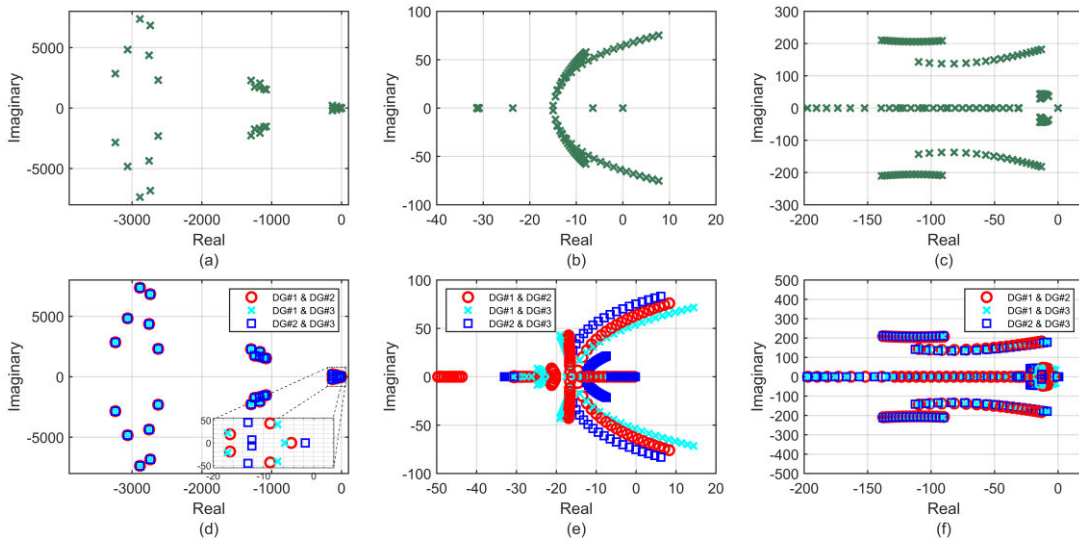 5000
0
-5000
Imaginary
-3000
-2000
-1000
0
Real
(a)
100
50
0
-50
-100
Imaginary
-40
-30
-20
-10
0
10
20
Real
(b)
300
200
100
0
-100
-200
-300
Imaginary
-200
-150
-100
-50
0
Real
(c)
5000
0
-5000
Imaginary
DG#1 & DG#2
DG#1 & DG#3
DG#2 & DG#3
50
0
-50
-20
-10
0
-3000
-2000
-1000
0
Real
(d)
100
50
0
-50
-100
Imaginary
DG#1 & DG#2
DG#1 & DG#3
DG#2 & DG#3
-50
-40
-30
-20
-10
0
10
20
Real
(e)
500
400
300
200
100
0
-100
-200
-300
-400
-500
Imaginary
DG#1 & DG#2
DG#1 & DG#3
DG#2 & DG#3
-200
-150
-100
-50
0
Real
(f)